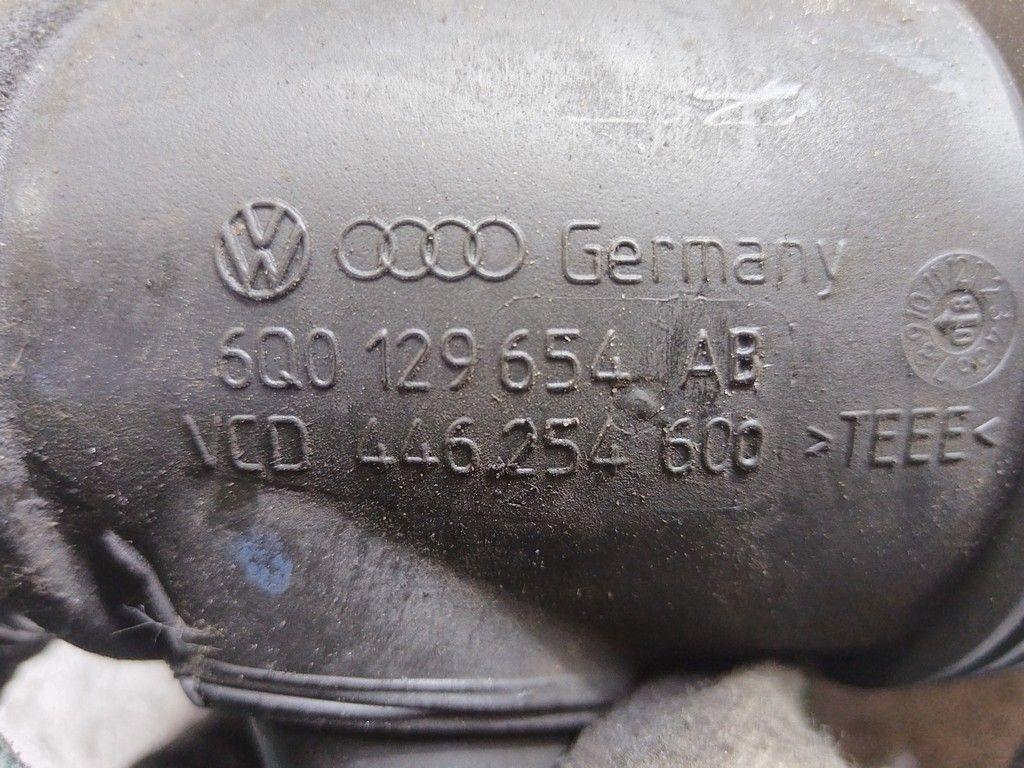 Germany
6Q0 129 654 AB
VCD 446 254 600 >TEEE<